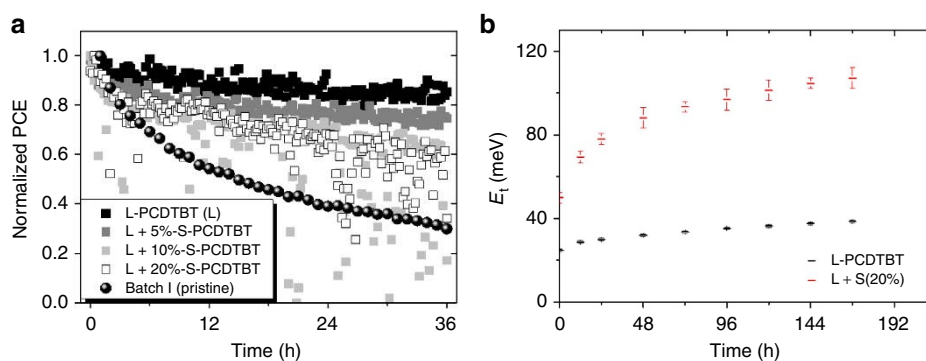 a
1.0
0.8
0.6
0.4
0.2
0.0
Normalized PCE
L-PCDTBT (L)
L + 5%-S-PCDTBT
L + 10%-S-PCDTBT
L + 20%-S-PCDTBT
Batch I (pristine)
0 12 24 36
Time (h)
b
120
80
40
0
Et (meV)
L-PCDTBT
L + S(20%)
0 48 96 144 192
Time (h)